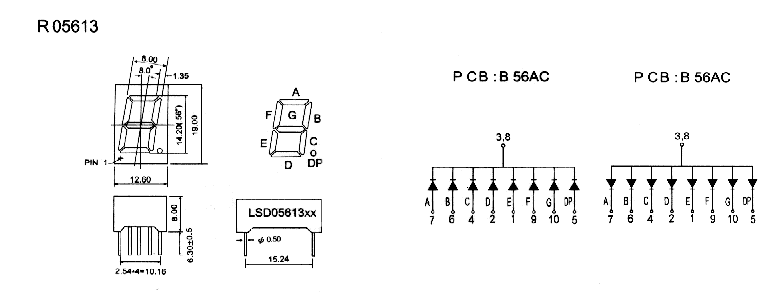 R 05613
8.00
8.0°
1.35
14.20(.56")
19.00
PIN 1
12.60
A
F
G
B
E
C
D
DP
8.00
6.30±0.5
2.54*4=10.16
LSD05613xx
φ 0.50
15.24
PCB : B 56AC
3,8
A B C D E F G DP
7 6 4 2 1 9 10 5
PCB : B 56AC
3,8
A B C D E F G DP
7 6 4 2 1 9 10 5